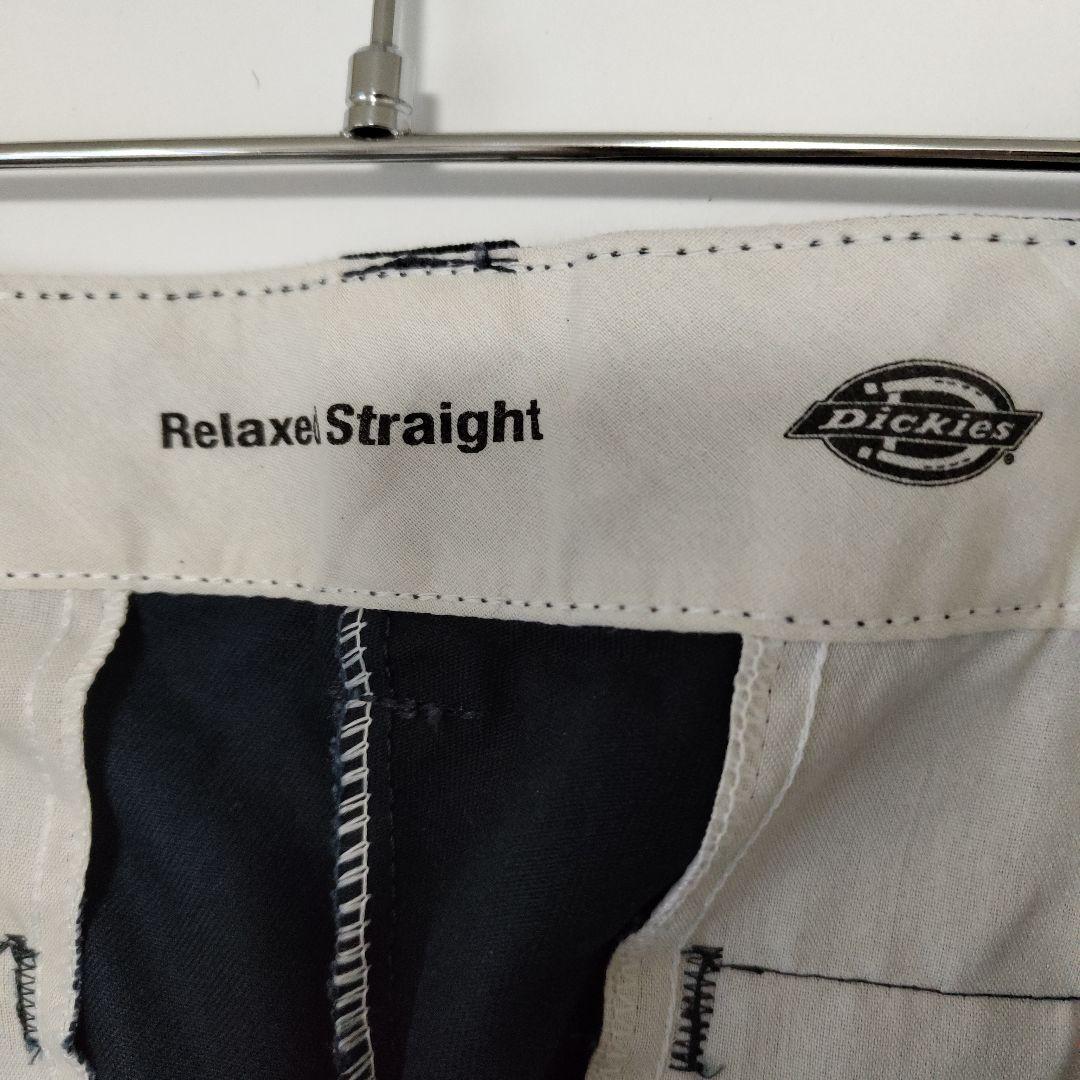 Relaxed Straight
Dickies
®